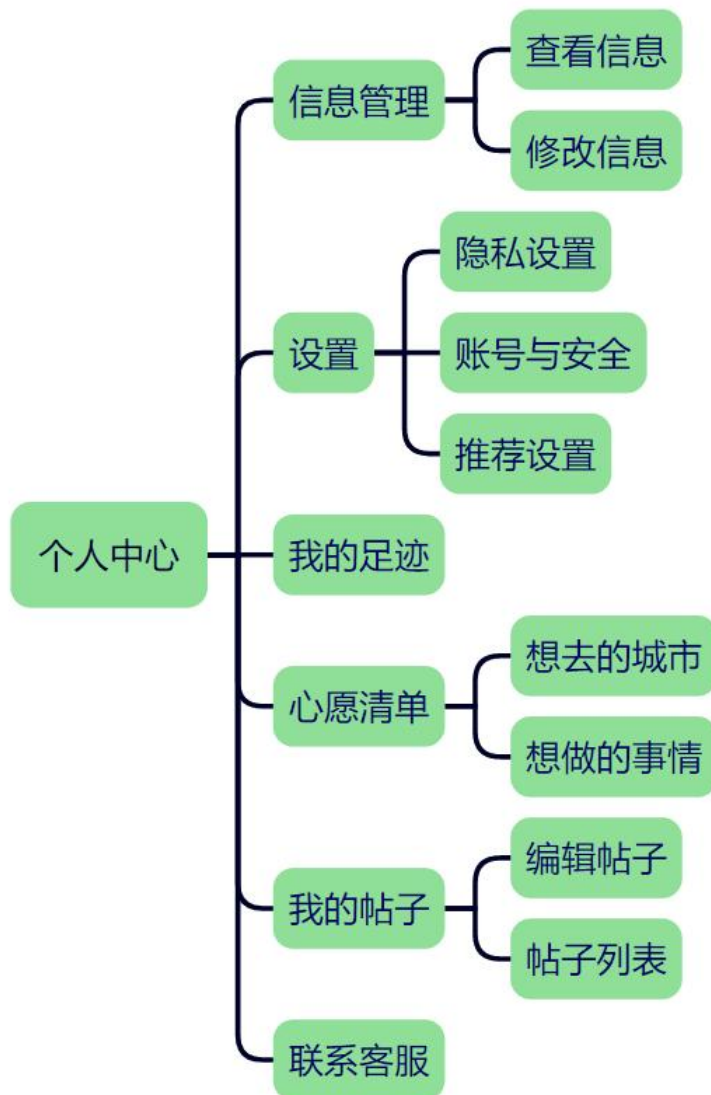 查看信息
信息管理
修改信息
隐私设置
设置
账号与安全
推荐设置
个人中心
我的足迹
想去的城市
心愿清单
想做的事情
编辑帖子
我的帖子
帖子列表
联系客服